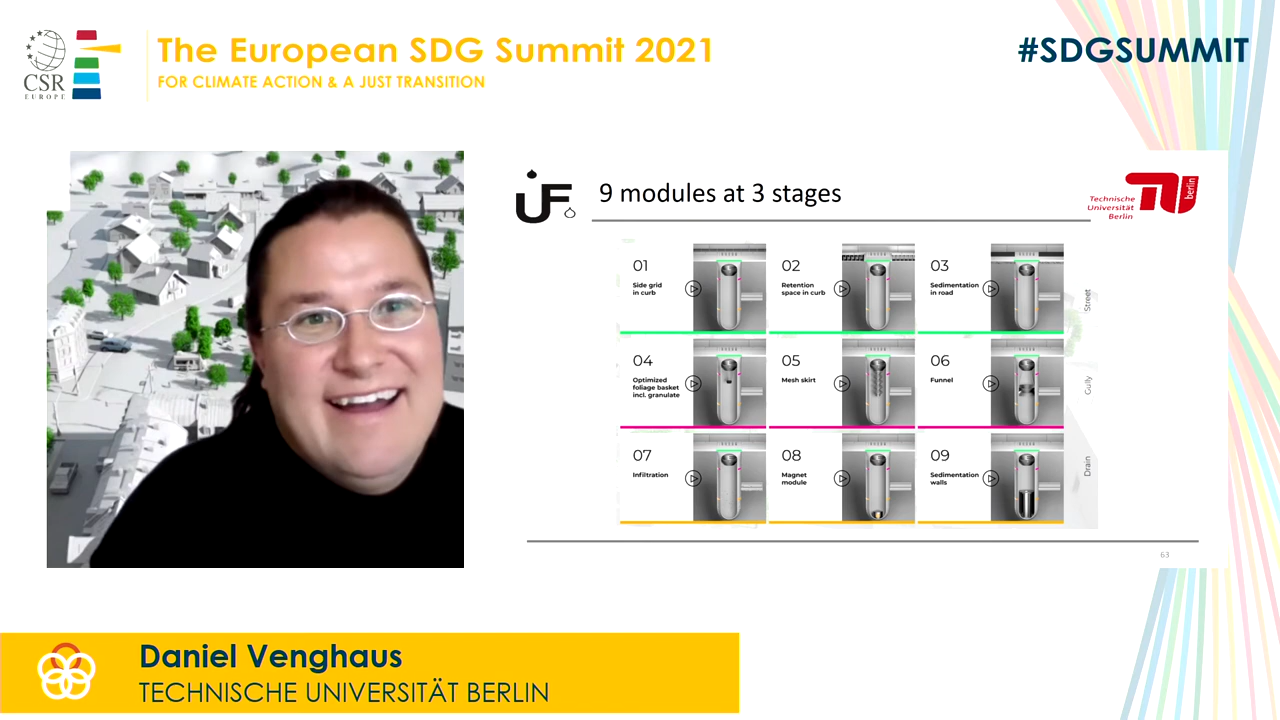 The European SDG Summit 2021
FOR CLIMATE ACTION & A JUST TRANSITION
#SDGSUMMIT
CSR
EUROPE
UF
9 modules at 3 stages
Technische
Universität
Berlin
berlin
01
Side grid
in curb
02
Retention
space in curb
03
Sedimentation
in road
Street
04
Optimized
foliage basket
incl. granulate
05
Mesh skirt
06
Funnel
Gully
07
Infiltration
08
Magnet
module
09
Sedimentation
walls
Drain
63
Daniel Venghaus
TECHNISCHE UNIVERSITÄT BERLIN